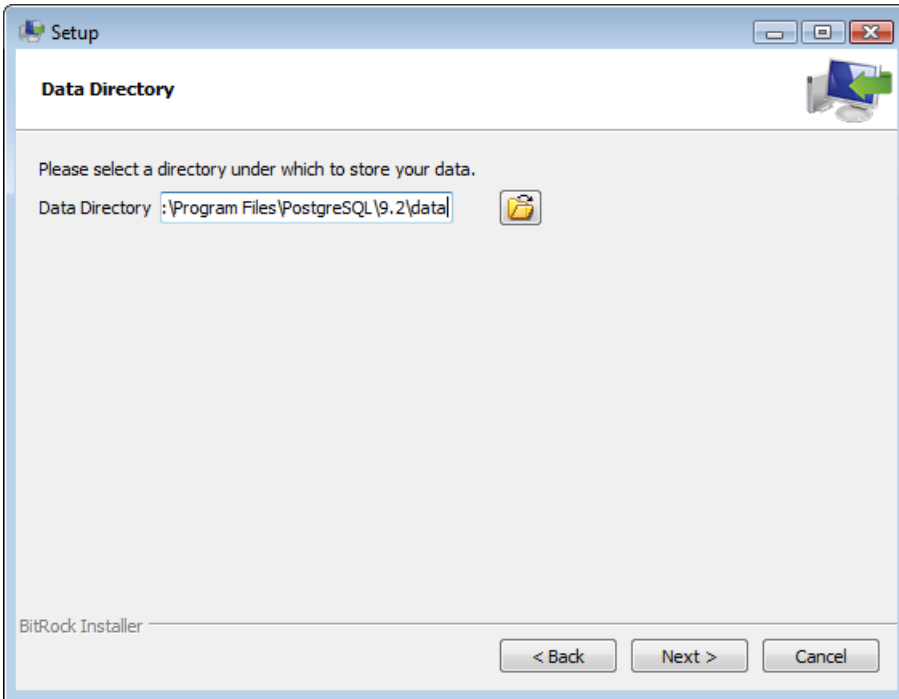 Setup
Data Directory
Please select a directory under which to store your data.
Data Directory :\Program Files\PostgreSQL\9.2\data
BitRock Installer
< Back Next > Cancel